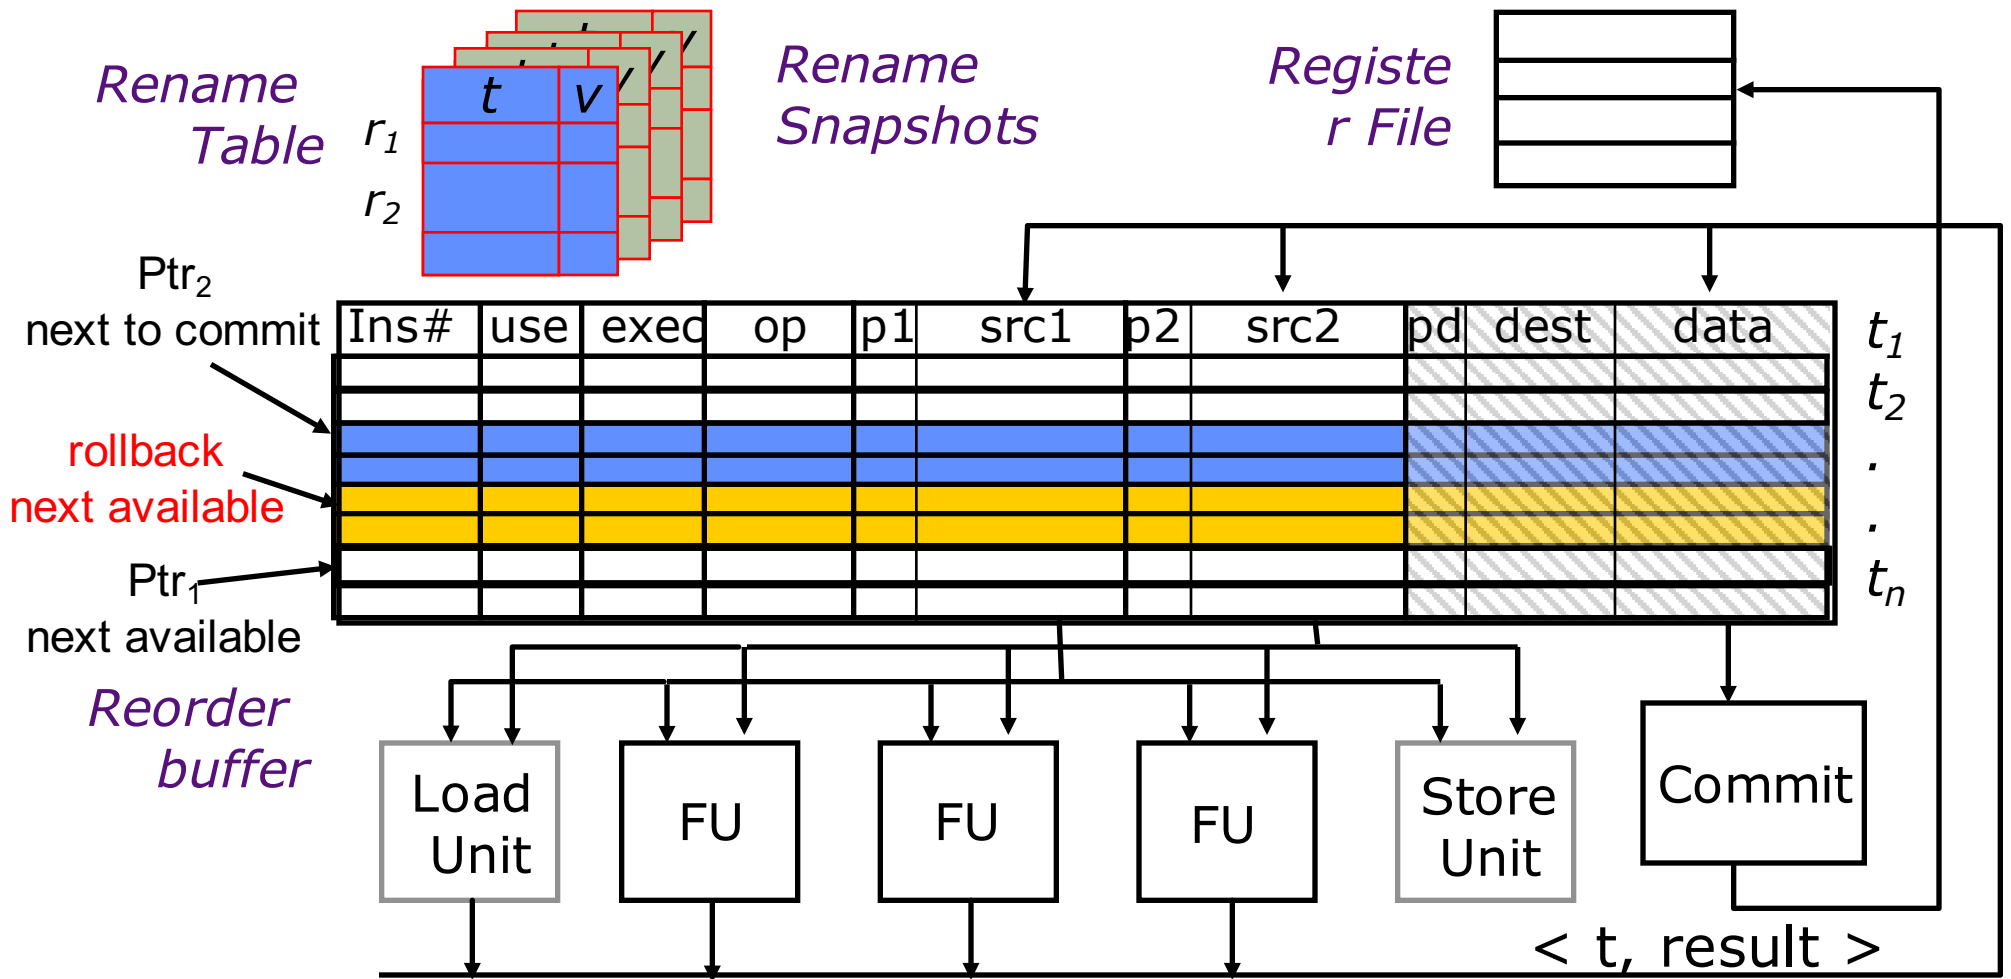 Rename
Table
t v
t v
t v
t v
r1
r2
Rename
Snapshots
Registe
r File
Ptr2
next to commit
rollback
next available
Ptr1
next available
Reorder
buffer
Ins# use exec op p1 src1 p2 src2 pd dest data
t1
t2
.
.
tn
Load
Unit
FU
FU
FU
Store
Unit
Commit
< t, result >